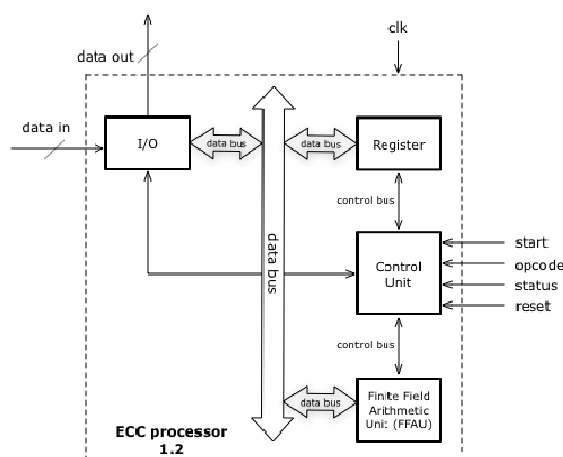 clk
data out
data in
I/O
data bus
data bus
Register
control bus
data bus
Control
Unit
start
opcode
status
reset
control bus
data bus
Finite Field
Arithmetic
Unit (FFAU)
ECC processor
1.2